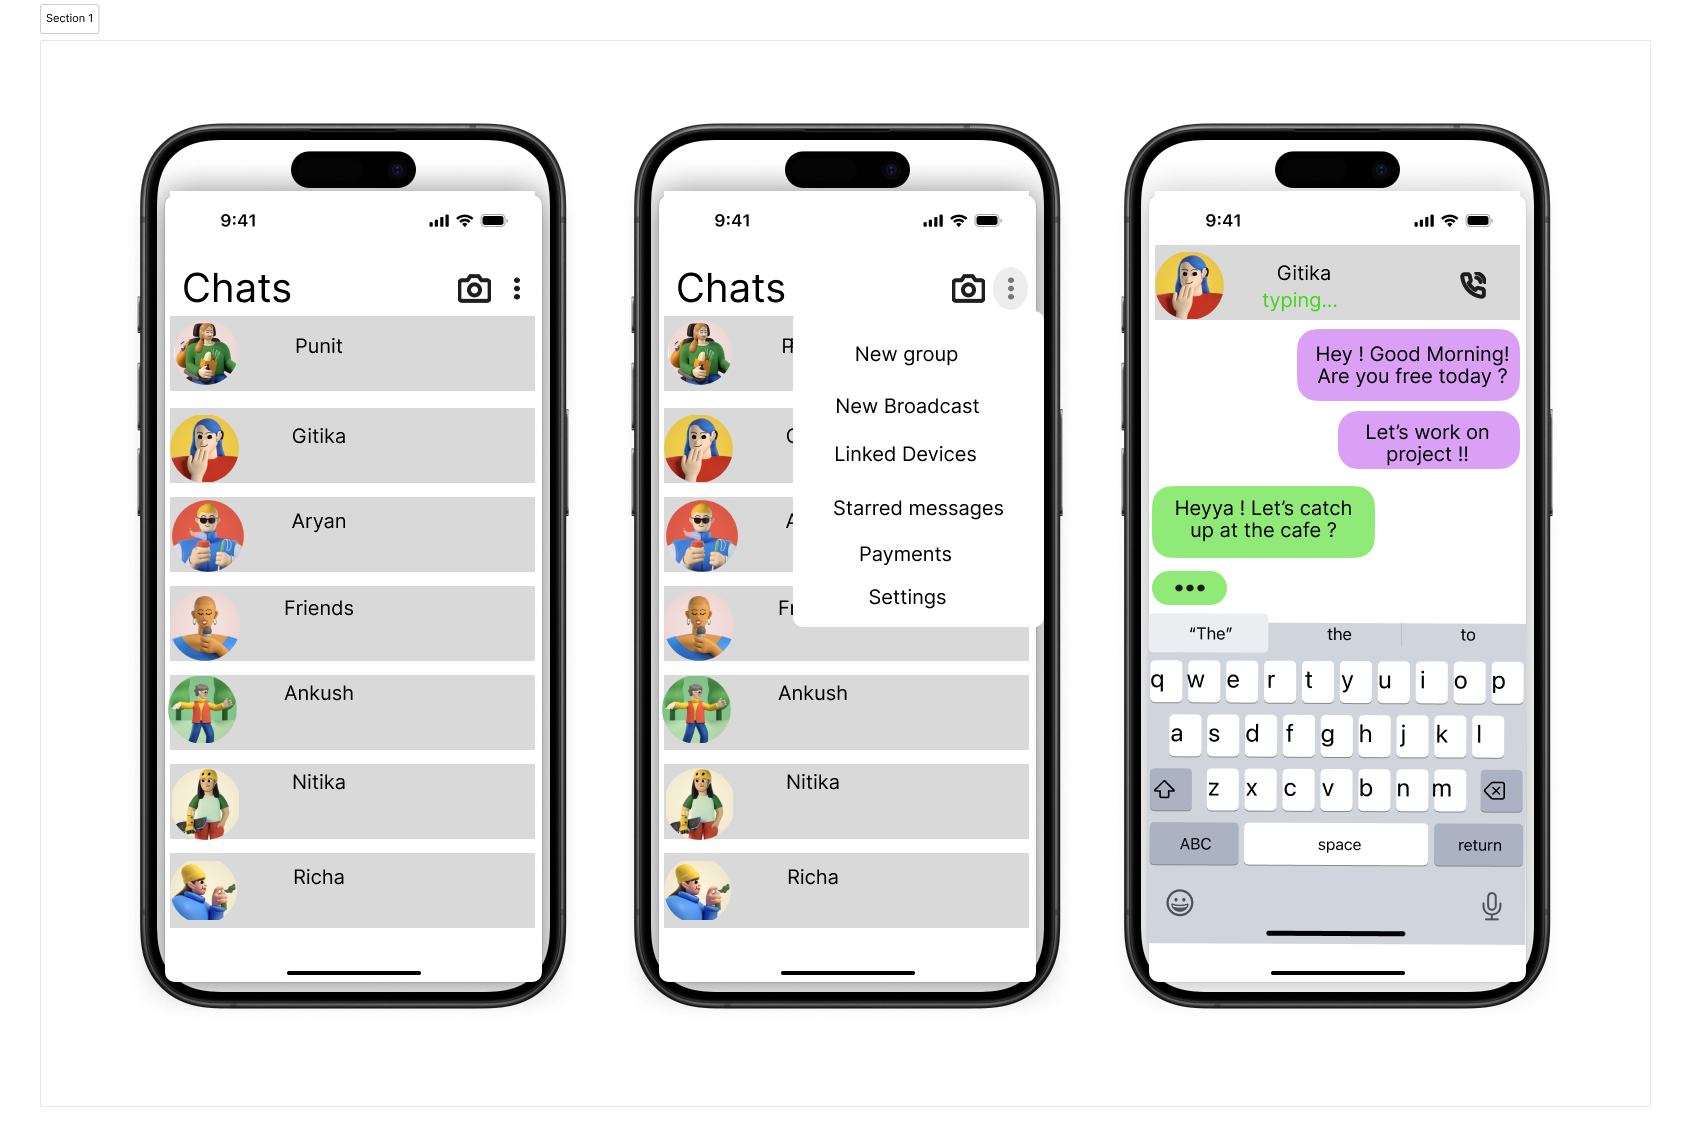 Section 1
9:41
Chats
Punit
Gitika
Aryan
Friends
Ankush
Nitika
Richa
9:41
Chats
New group
New Broadcast
Linked Devices
Starred messages
Payments
Settings
Ankush
Nitika
Richa
9:41
Gitika
typing...
Hey ! Good Morning!
Are you free today ?
Let’s work on
project !!
Heyya ! Let’s catch
up at the cafe ?
“The” the to
q w e r t y u i o p
a s d f g h j k l
z x c v b n m
ABC space return